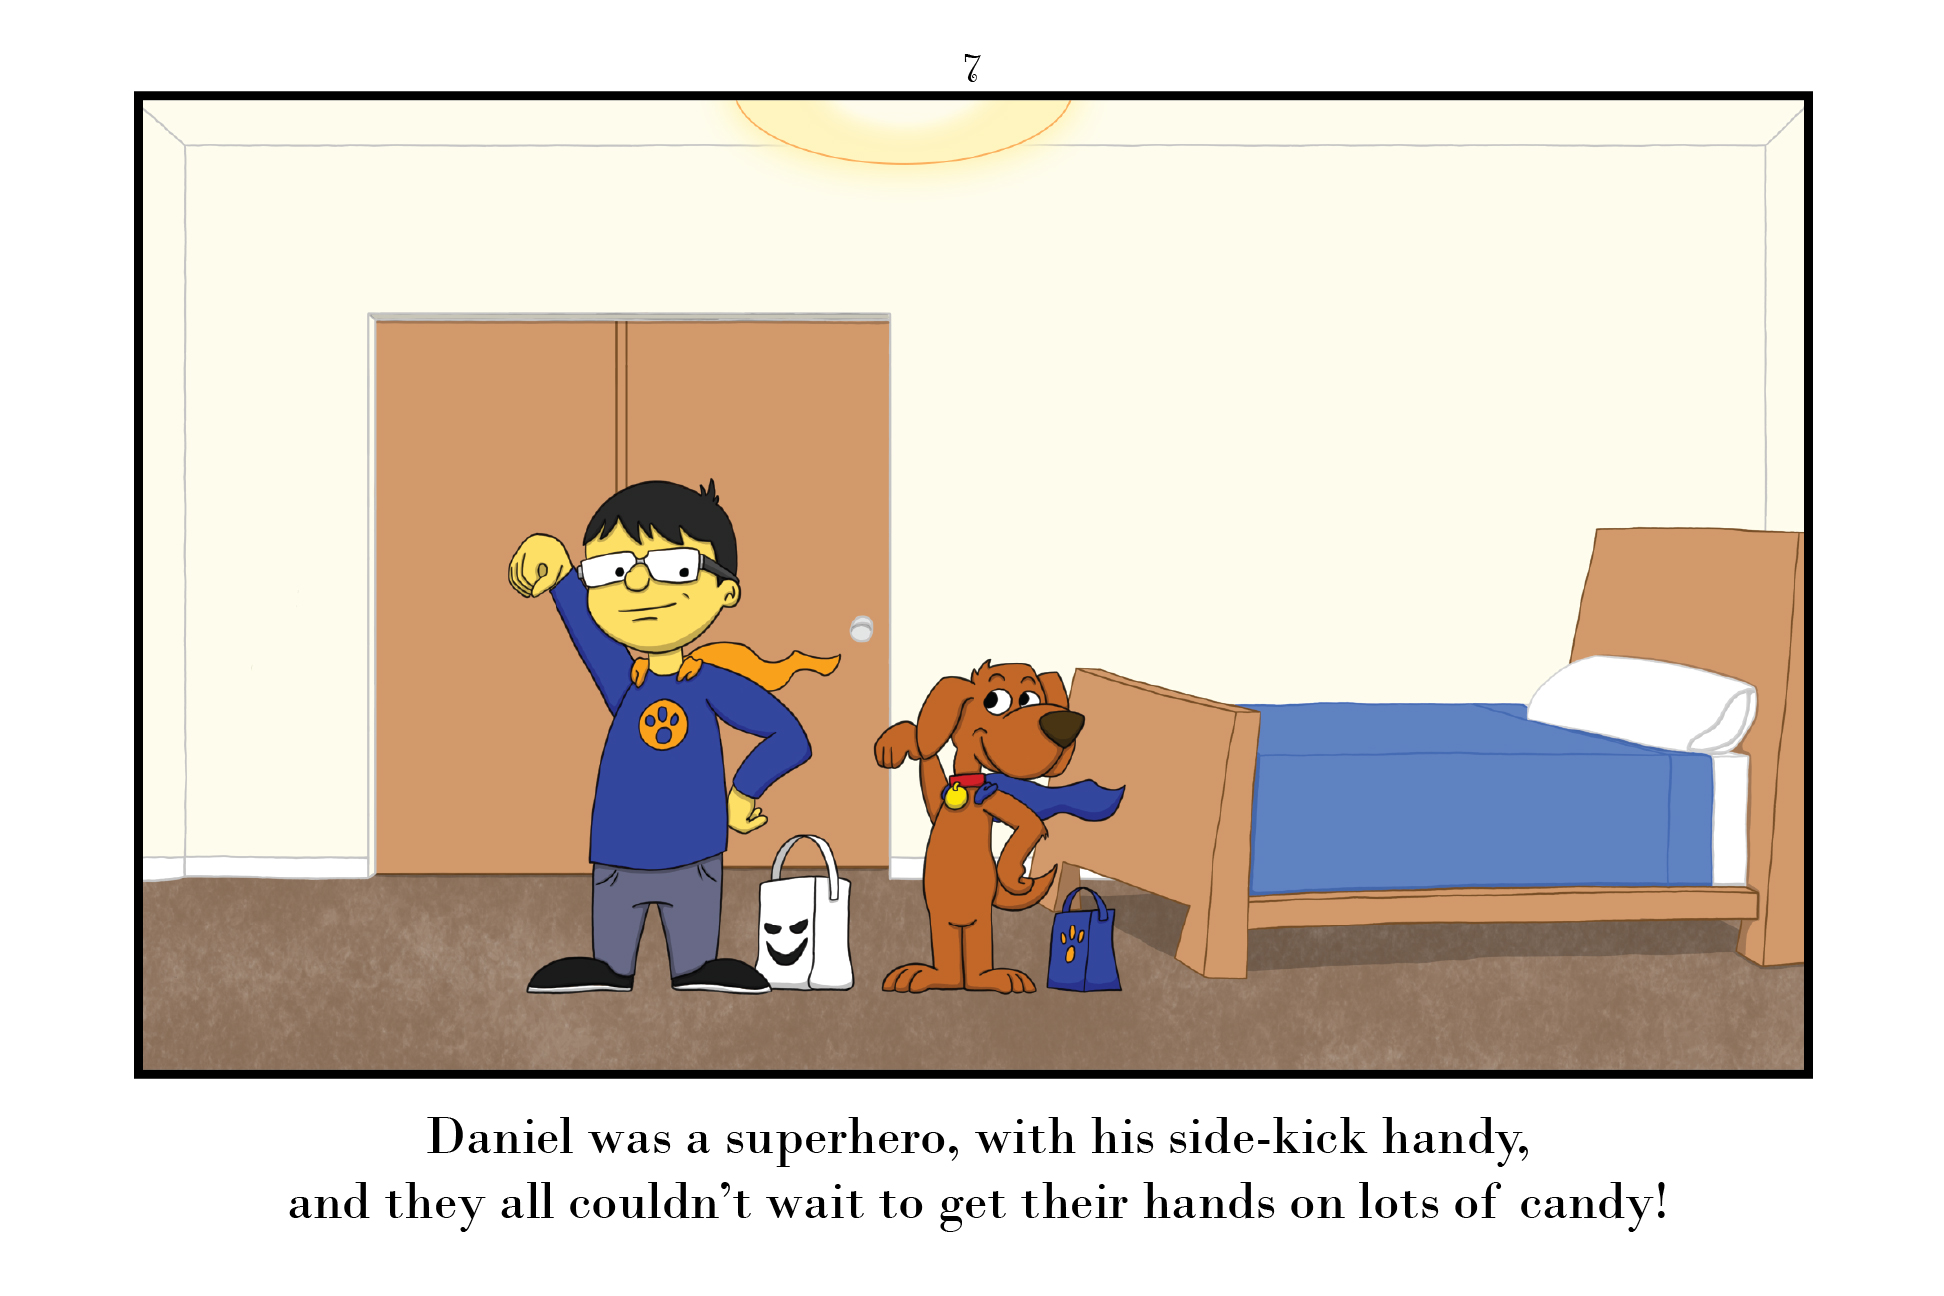 7
Daniel was a superhero, with his side-kick handy,
and they all couldn’t wait to get their hands on lots of candy!